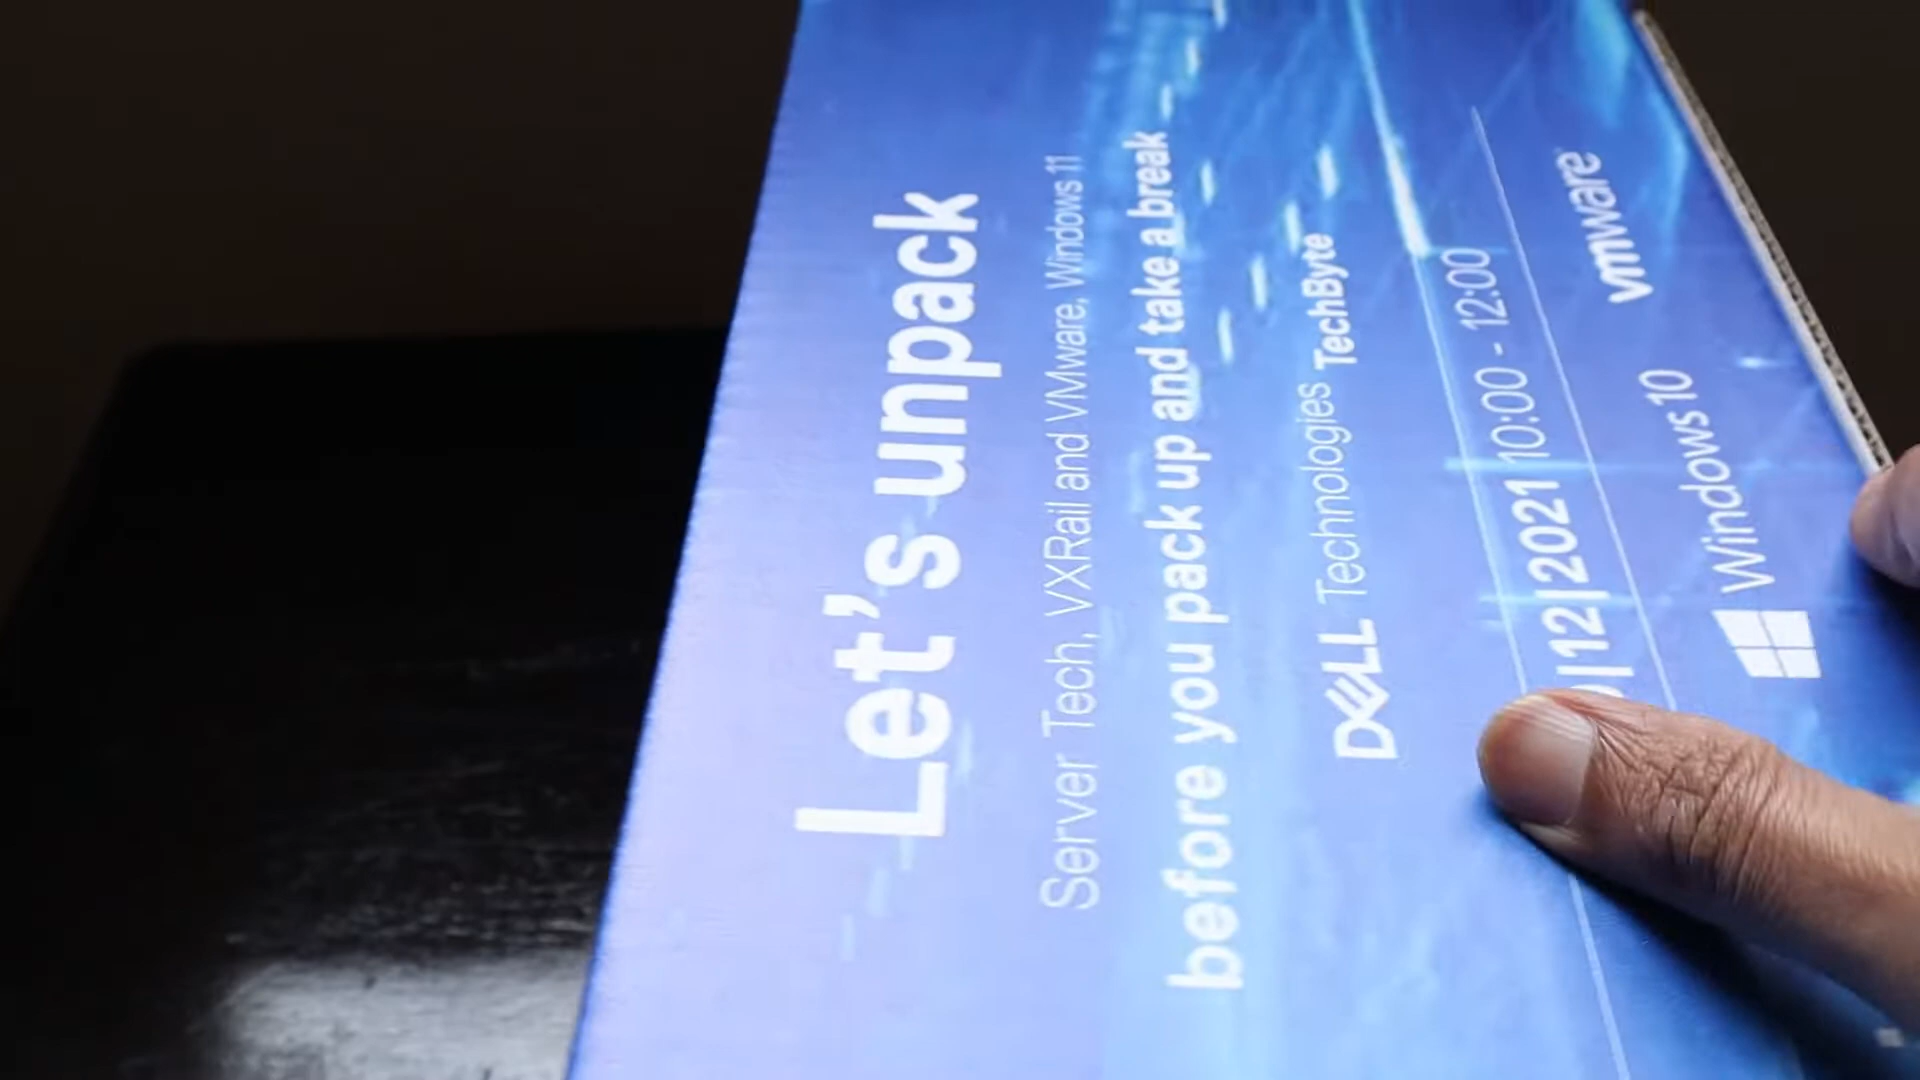 Let's unpack
Server Tech, VXRail and VMware, Windows 11
before you pack up and take a break
DELL Technologies TechByte
|12|2021 10:00 - 12:00
Windows 10 vmware